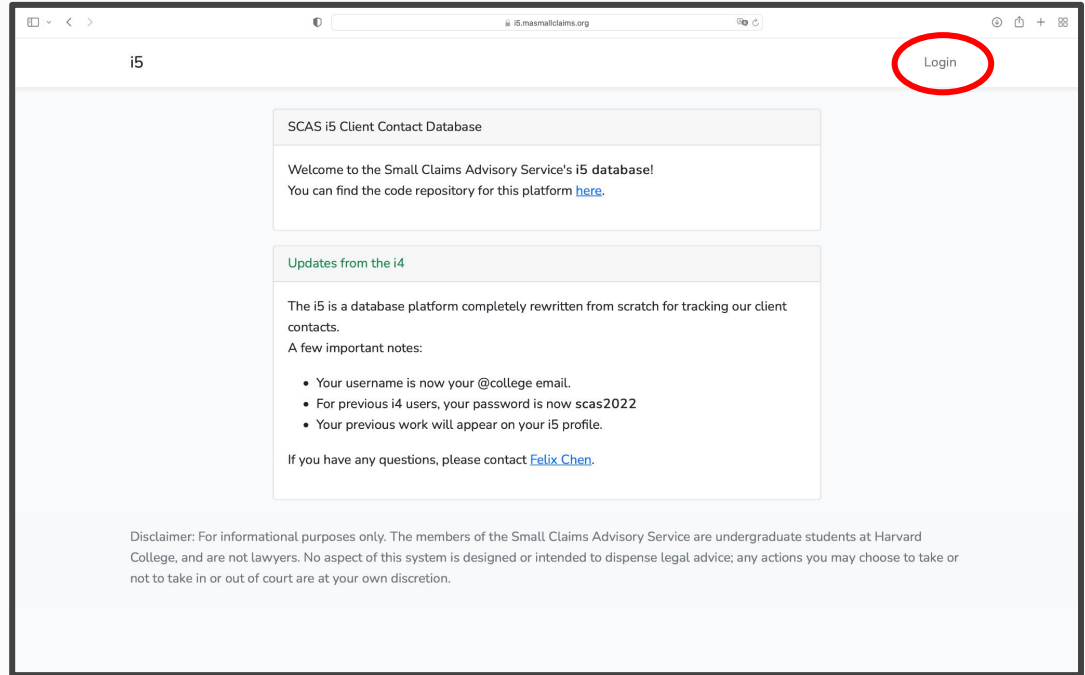 i5.masmallclaims.org
i5
Login
SCAS i5 Client Contact Database
Welcome to the Small Claims Advisory Service's i5 database!
You can find the code repository for this platform here.
Updates from the i4
The i5 is a database platform completely rewritten from scratch for tracking our client
contacts.
A few important notes:
• Your username is now your @college email.
• For previous i4 users, your password is now scas2022
• Your previous work will appear on your i5 profile.
If you have any questions, please contact Felix Chen.
Disclaimer: For informational purposes only. The members of the Small Claims Advisory Service are undergraduate students at Harvard
College, and are not lawyers. No aspect of this system is designed or intended to dispense legal advice; any actions you may choose to take or
not to take in or out of court are at your own discretion.